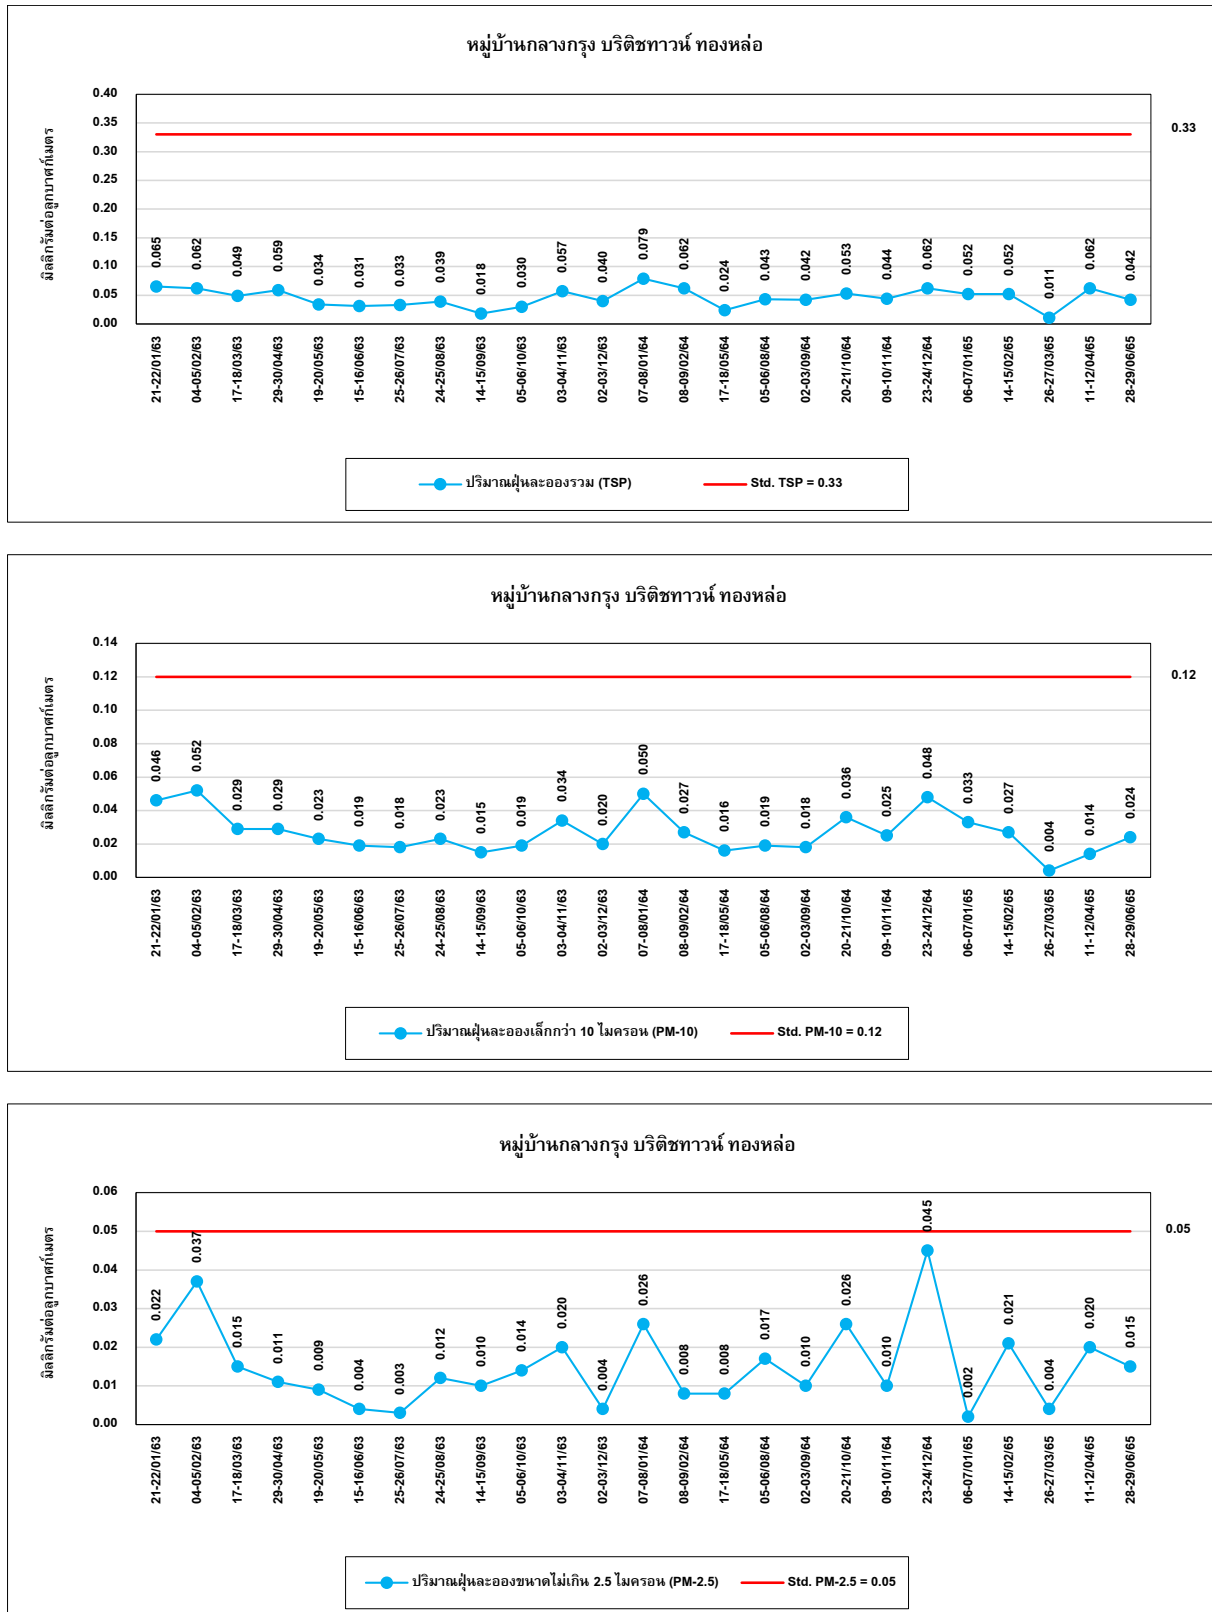 หมู่บ้านกลางกรุง บริติชทาวน์ ทองหล่อ
มิลลิกรัมต่อลูกบาศก์เมตร
0.40
0.35
0.30
0.25
0.20
0.15
0.10
0.05
0.00
0.33
0.065 0.062 0.049 0.059 0.034 0.031 0.033 0.039 0.018 0.030 0.057 0.040 0.079 0.062 0.024 0.043 0.042 0.053 0.044 0.062 0.052 0.052 0.011 0.062 0.042
21-22/01/63 04-05/02/63 17-18/03/63 29-30/04/63 19-20/05/63 15-16/06/63 25-26/07/63 24-25/08/63 14-15/09/63 05-06/10/63 03-04/11/63 02-03/12/63 07-08/01/64 08-09/02/64 17-18/05/64 05-06/08/64 02-03/09/64 20-21/10/64 09-10/11/64 23-24/12/64 06-07/01/65 14-15/02/65 26-27/03/65 11-12/04/65 28-29/06/65
ปริมาณฝุ่นละอองรวม (TSP) Std. TSP = 0.33
หมู่บ้านกลางกรุง บริติชทาวน์ ทองหล่อ
มิลลิกรัมต่อลูกบาศก์เมตร
0.14
0.12
0.10
0.08
0.06
0.04
0.02
0.00
0.12
0.046 0.052 0.029 0.029 0.023 0.019 0.018 0.023 0.015 0.019 0.034 0.020 0.050 0.027 0.016 0.019 0.018 0.036 0.025 0.048 0.033 0.027 0.004 0.014 0.024
21-22/01/63 04-05/02/63 17-18/03/63 29-30/04/63 19-20/05/63 15-16/06/63 25-26/07/63 24-25/08/63 14-15/09/63 05-06/10/63 03-04/11/63 02-03/12/63 07-08/01/64 08-09/02/64 17-18/05/64 05-06/08/64 02-03/09/64 20-21/10/64 09-10/11/64 23-24/12/64 06-07/01/65 14-15/02/65 26-27/03/65 11-12/04/65 28-29/06/65
ปริมาณฝุ่นละอองเล็กกว่า 10 ไมครอน (PM-10) Std. PM-10 = 0.12
หมู่บ้านกลางกรุง บริติชทาวน์ ทองหล่อ
มิลลิกรัมต่อลูกบาศก์เมตร
0.06
0.05
0.04
0.03
0.02
0.01
0.00
0.05
0.022 0.037 0.015 0.011 0.009 0.004 0.003 0.012 0.010 0.014 0.020 0.004 0.026 0.008 0.008 0.017 0.010 0.026 0.010 0.045 0.002 0.021 0.004 0.020 0.015
21-22/01/63 04-05/02/63 17-18/03/63 29-30/04/63 19-20/05/63 15-16/06/63 25-26/07/63 24-25/08/63 14-15/09/63 05-06/10/63 03-04/11/63 02-03/12/63 07-08/01/64 08-09/02/64 17-18/05/64 05-06/08/64 02-03/09/64 20-21/10/64 09-10/11/64 23-24/12/64 06-07/01/65 14-15/02/65 26-27/03/65 11-12/04/65 28-29/06/65
ปริมาณฝุ่นละอองขนาดไม่เกิน 2.5 ไมครอน (PM-2.5) Std. PM-2.5 = 0.05